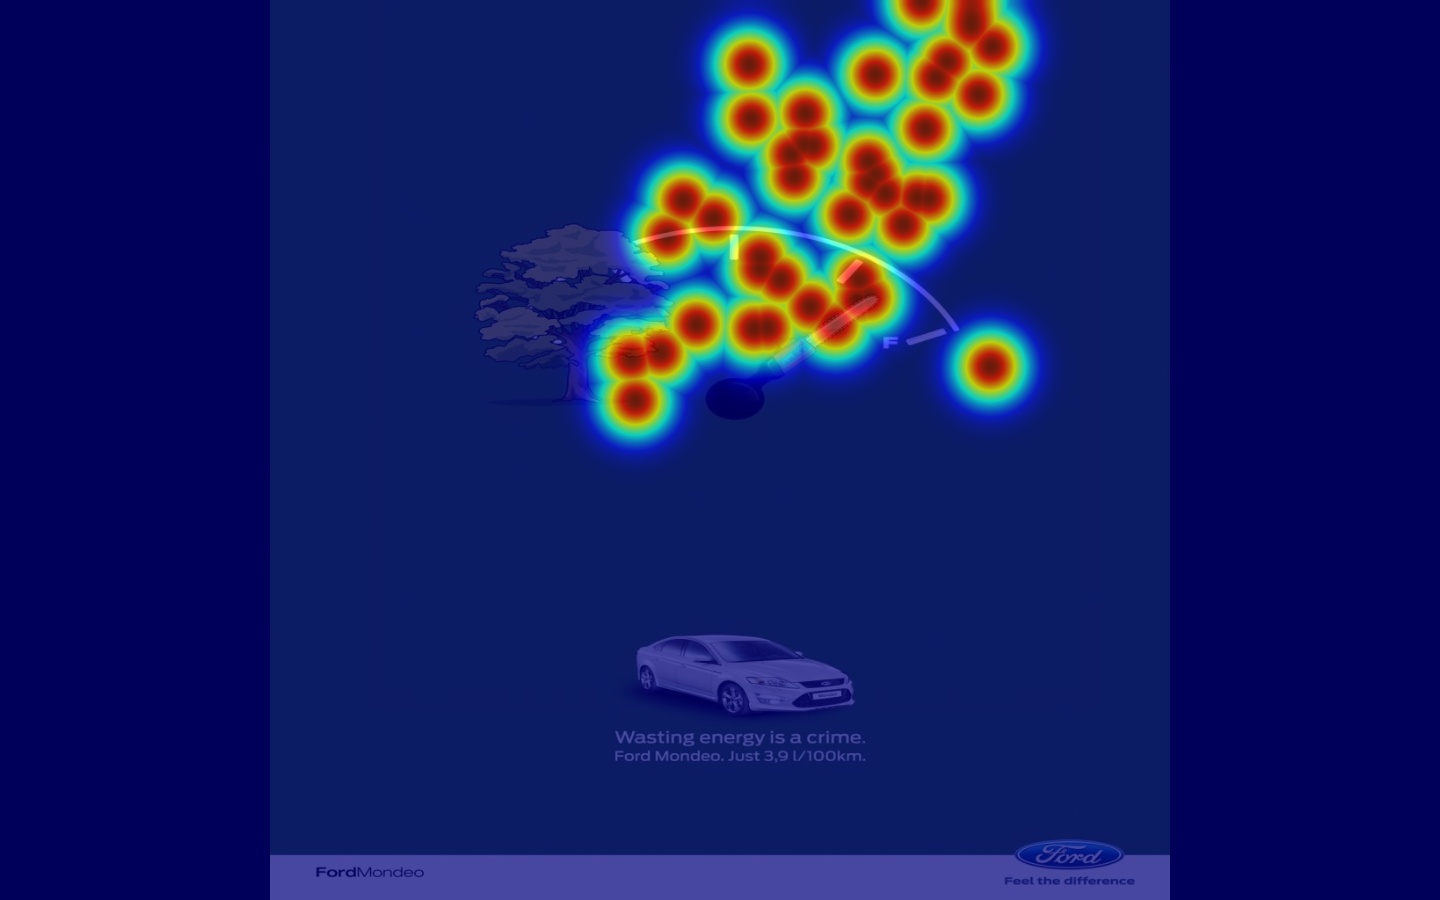 F
Wasting energy is a crime.
Ford Mondeo. Just 3,9 l/100km.
FordMondeo
Ford
Feel the difference